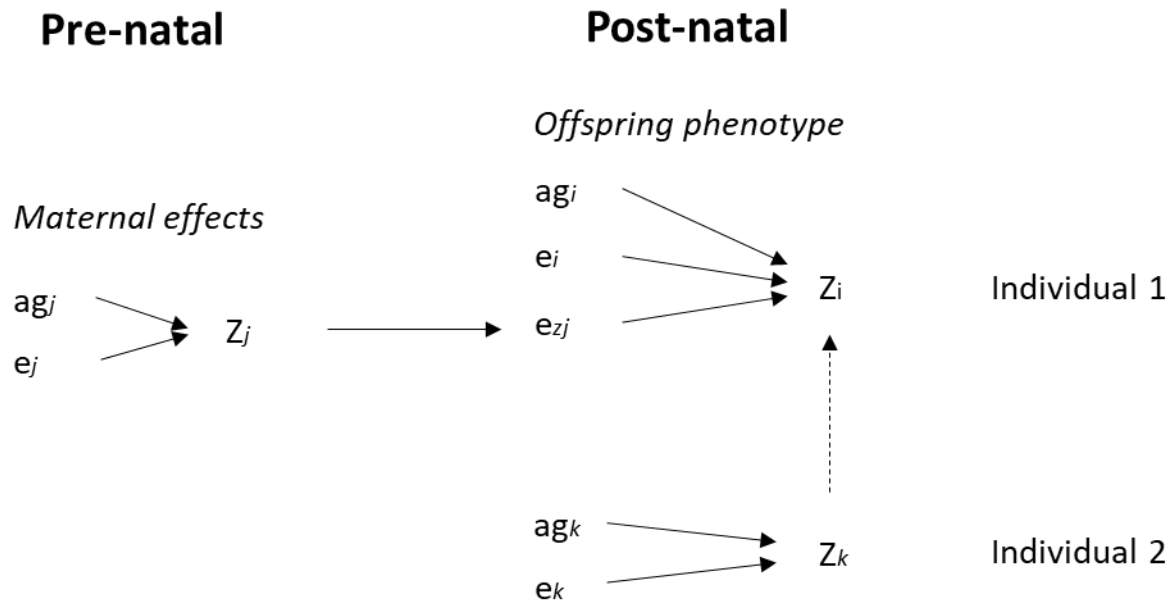 Pre-natal
Post-natal
Offspring phenotype
Maternal effects
agi
ei
ezj
Zi
Individual 1
agj
ej
Zj
agk
ek
Zk
Individual 2